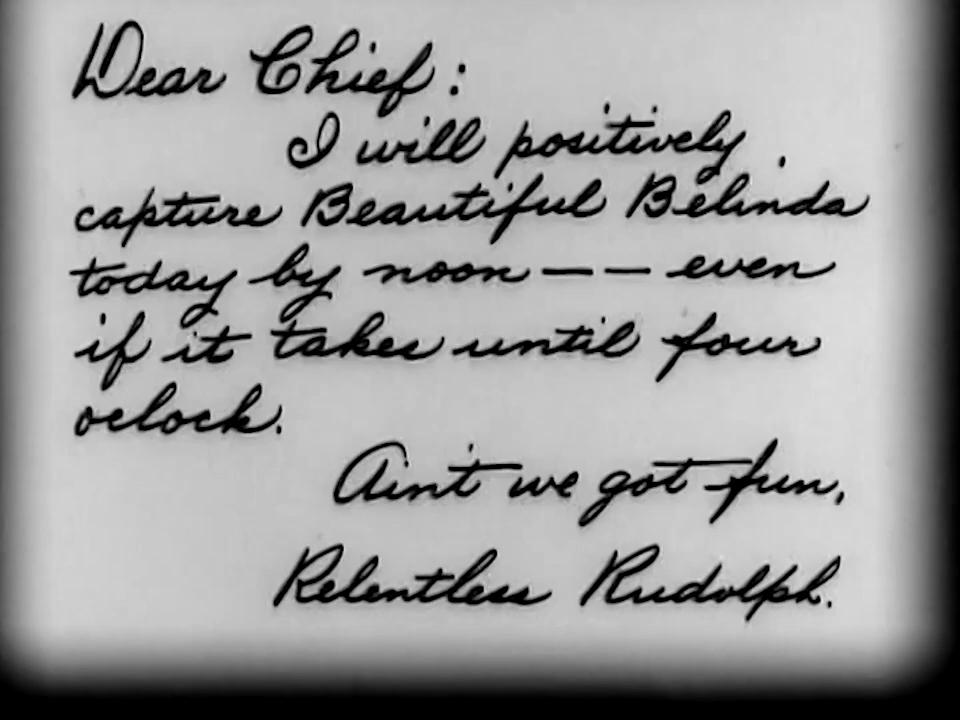 Dear Chief:
I will positively
capture Beautiful Belinda
today by noon -- even
if it takes until four
oclock.
Ain't we got fun,
Relentless Rudolph.